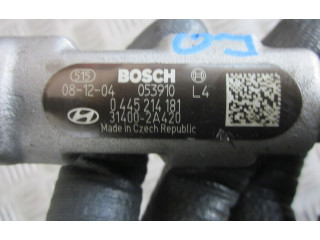 515 BOSCH
08-12-04 053910 L4
0 445 214 181
31400-2A420
Made in Czech Republic